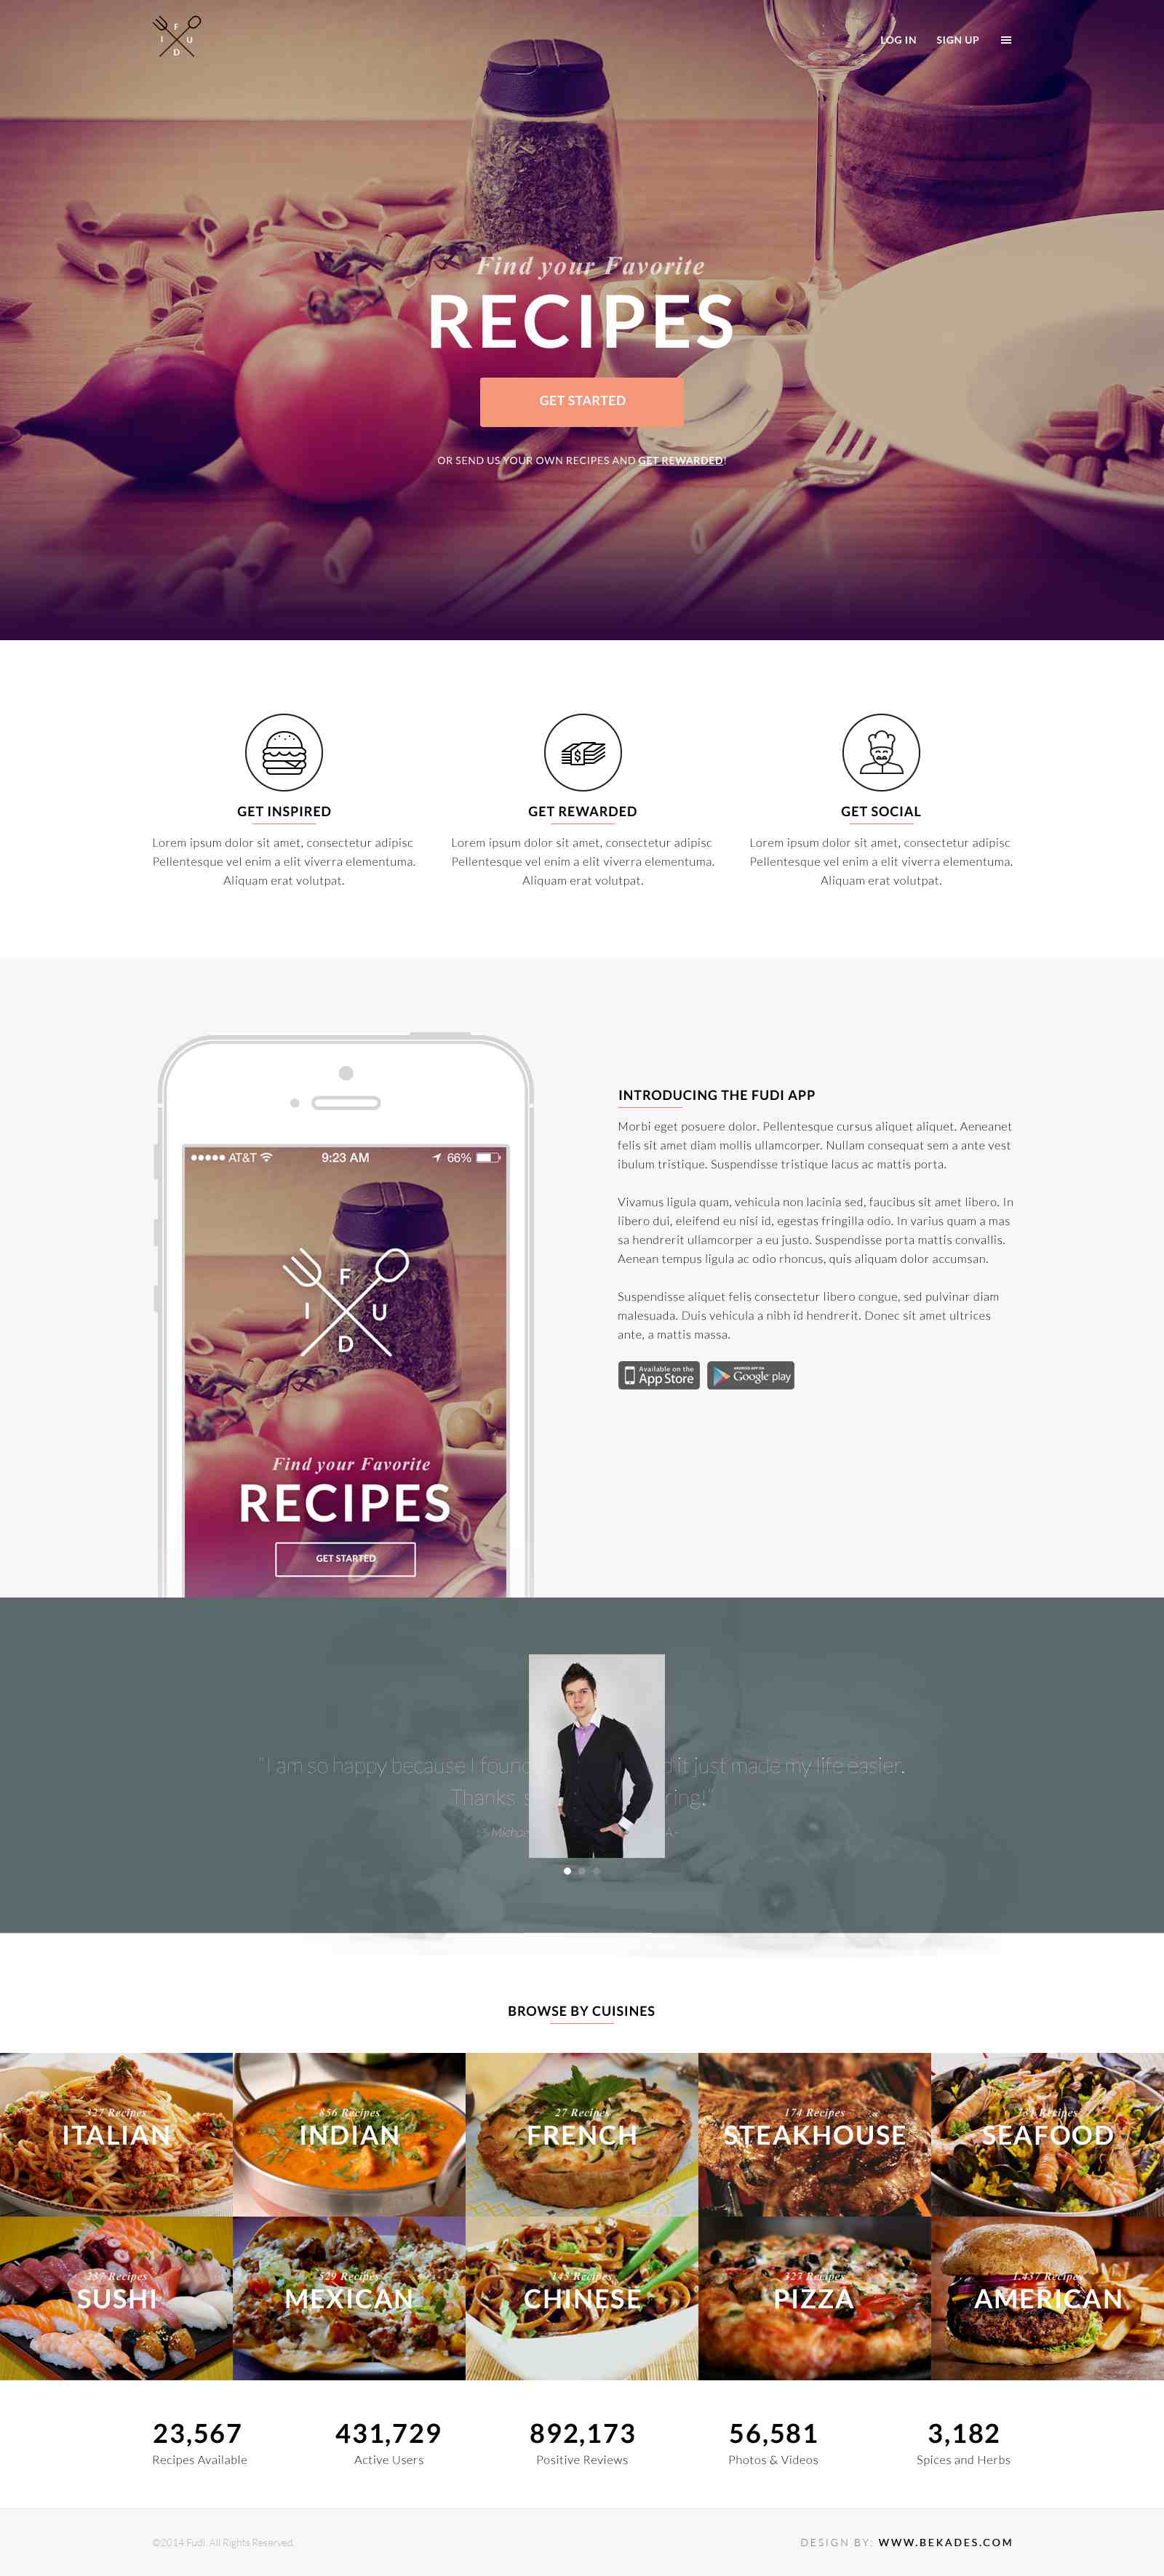 F
I U
D
LOG IN SIGN UP
Find your Favorite
RECIPES
GET STARTED
OR SEND US YOUR OWN RECIPES AND GET REWARDED!
GET INSPIRED
Lorem ipsum dolor sit amet, consectetur adipisc
Pellentesque vel enim a elit viverra elementuma.
Aliquam erat volutpat.
GET REWARDED
Lorem ipsum dolor sit amet, consectetur adipisc
Pellentesque vel enim a elit viverra elementuma.
Aliquam erat volutpat.
GET SOCIAL
Lorem ipsum dolor sit amet, consectetur adipisc
Pellentesque vel enim a elit viverra elementuma.
Aliquam erat volutpat.
AT&T 9:23 AM 66%
F
I U
D
Find your Favorite
RECIPES
GET STARTED
INTRODUCING THE FUDI APP
Morbi eget posuere dolor. Pellentesque cursus aliquet aliquet. Aeneanet
felis sit amet diam mollis ullamcorper. Nullam consequat sem a ante vest
ibulum tristique. Suspendisse tristique lacus ac mattis porta.
Vivamus ligula quam, vehicula non lacinia sed, faucibus sit amet libero. In
libero dui, eleifend eu nisi id, egestas fringilla odio. In varius quam a mas
sa hendrerit ullamcorper a eu justo. Suspendisse porta mattis convallis.
Aenean tempus ligula ac odio rhoncus, quis aliquam dolor accumsan.
Suspendisse aliquet felis consectetur libero congue, sed pulvinar diam
malesuada. Duis vehicula a nibh id hendrerit. Donec sit amet ultrices
ante, a mattis massa.
Available on the
App Store
ANDROID APP ON
Google play
"I am so happy because I found it just made my life easier.
Thanks
BROWSE BY CUISINES
327 Recipes
ITALIAN
856 Recipes
INDIAN
27 Recipes
FRENCH
174 Recipes
STEAKHOUSE
Recipes
SEAFOOD
237 Recipes
SUSHI
529 Recipes
MEXICAN
145 Recipes
CHINESE
327 Recipes
PIZZA
1,437 Recipes
AMERICAN
23,567
Recipes Available
431,729
Active Users
892,173
Positive Reviews
56,581
Photos & Videos
3,182
Spices and Herbs
©2014 Fudi. All Rights Reserved.
DESIGN BY: WWW.BEKADES.COM